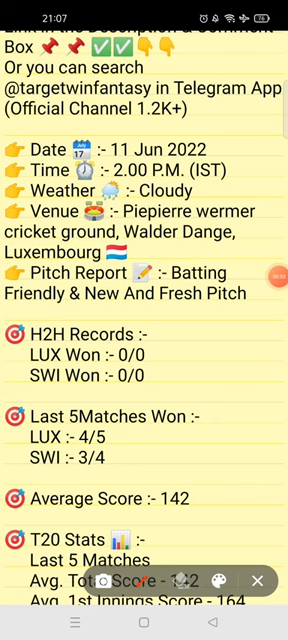 21:07
76
Box 📌 📌 ✅✅👇👇
Or you can search
@targetwinfantasy in Telegram App
(Official Channel 1.2K+)
👉 Date 📅 :- 11 Jun 2022
👉 Time ⏰ :- 2.00 P.M. (IST)
👉 Weather 🌦 :- Cloudy
👉 Venue 🏟 :- Piepierre wermer
cricket ground, Walder Dange,
Luxembourg 🇱🇺
👉 Pitch Report 📝 :- Batting
Friendly & New And Fresh Pitch
🎯 H2H Records :-
LUX Won :- 0/0
SWI Won :- 0/0
🎯 Last 5Matches Won :-
LUX :- 4/5
SWI :- 3/4
🎯 Average Score :- 142
🎯 T20 Stats 📊 :-
Last 5 Matches
Avg. Total Score - 142
Avg. 1st Innings Score - 164